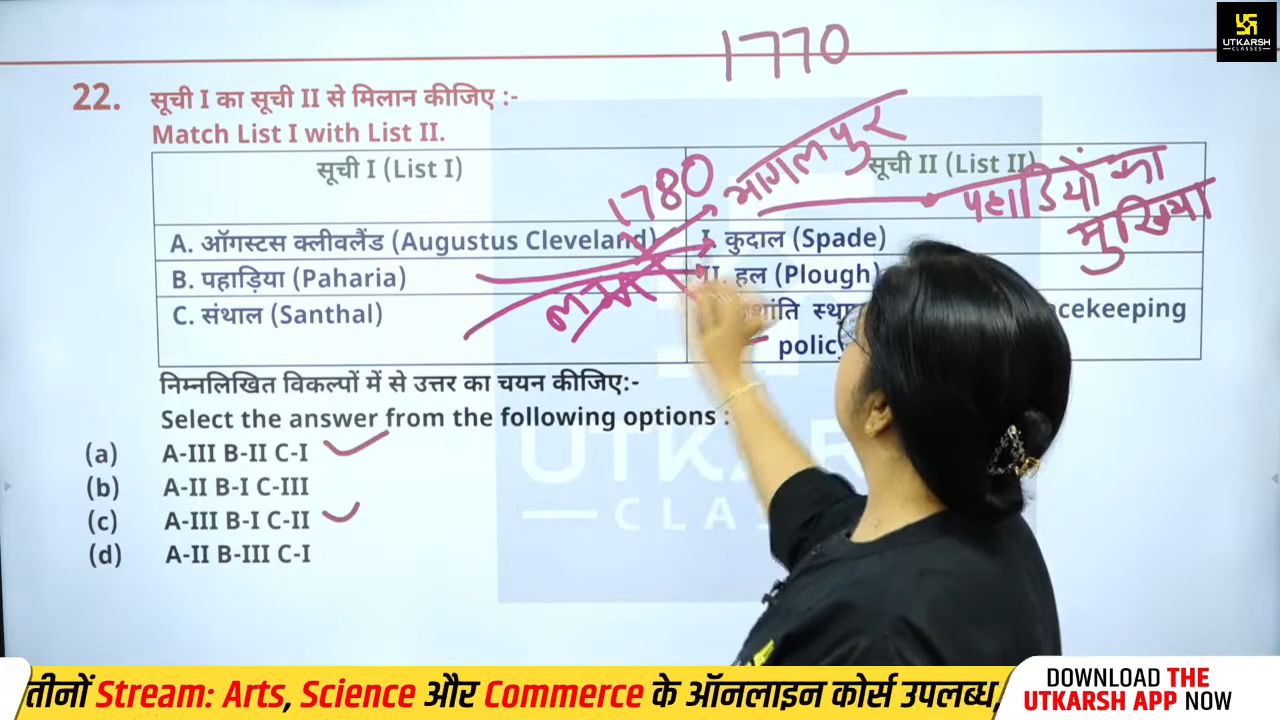 UTKARSH
CLASSES
1770
22. सूची I का सूची II से मिलान कीजिए :-
Match List I with List II.
सूची I (List I)
सूची II (List II)
1780
भागलपुर
पहाडियों का
मुखिया
A. ऑगस्टस क्लीवलैंड (Augustus Cleveland)
I. कुदाल (Spade)
B. पहाड़िया (Paharia)
II. हल (Plough)
C. संथाल (Santhal)
policy
निम्नलिखित विकल्पों में से उत्तर का चयन कीजिए:-
Select the answer from the following options :
(a) A-III B-II C-I
(b) A-II B-I C-III
(c) A-III B-I C-II
(d) A-II B-III C-I
तीनों Stream: Arts, Science और Commerce के ऑनलाइन कोर्स उपलब्ध,
DOWNLOAD THE
UTKARSH APP NOW